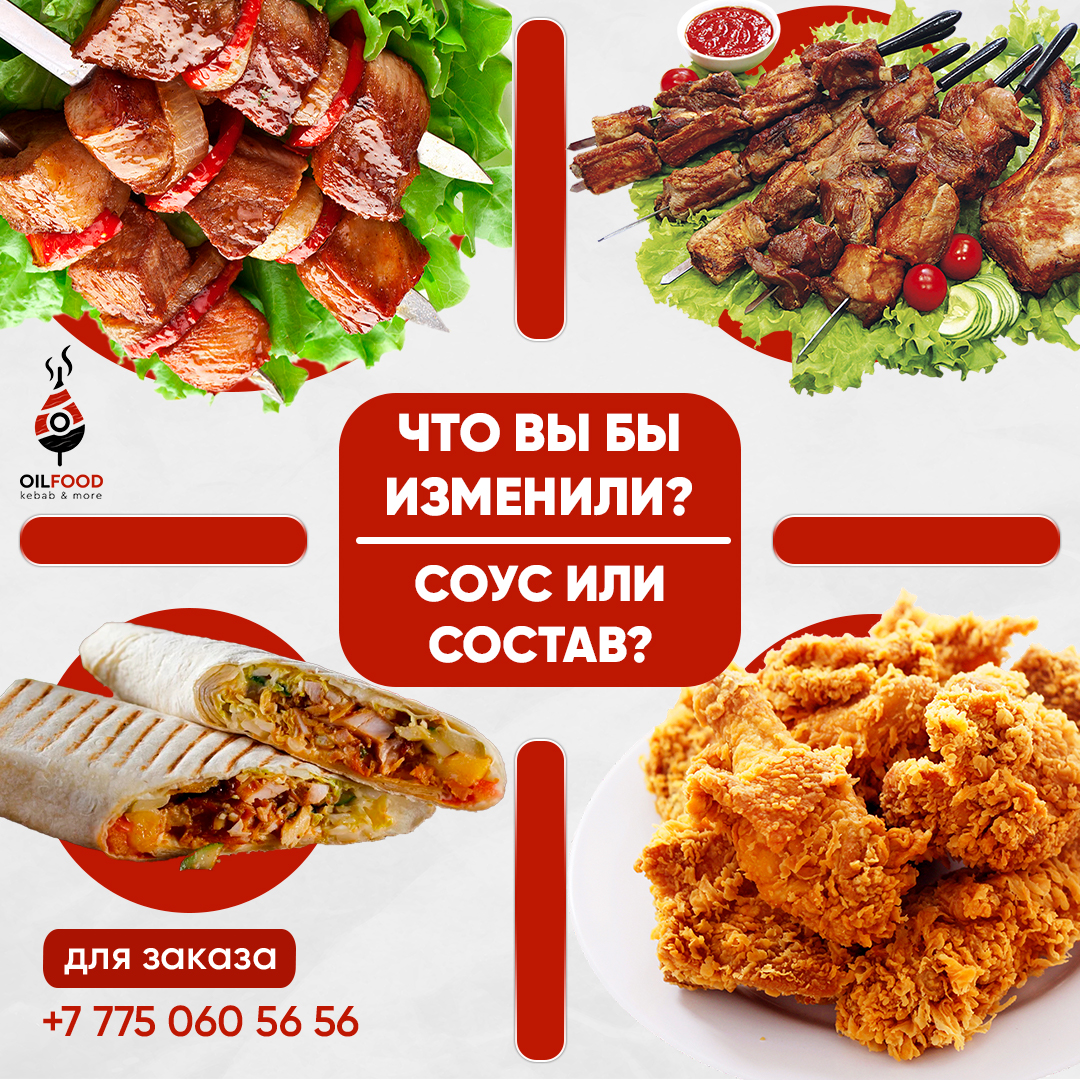 OILFOOD
kebab & more
ЧТО ВЫ БЫ
ИЗМЕНИЛИ?
СОУС ИЛИ
СОСТАВ?
для заказа
+7 775 060 56 56